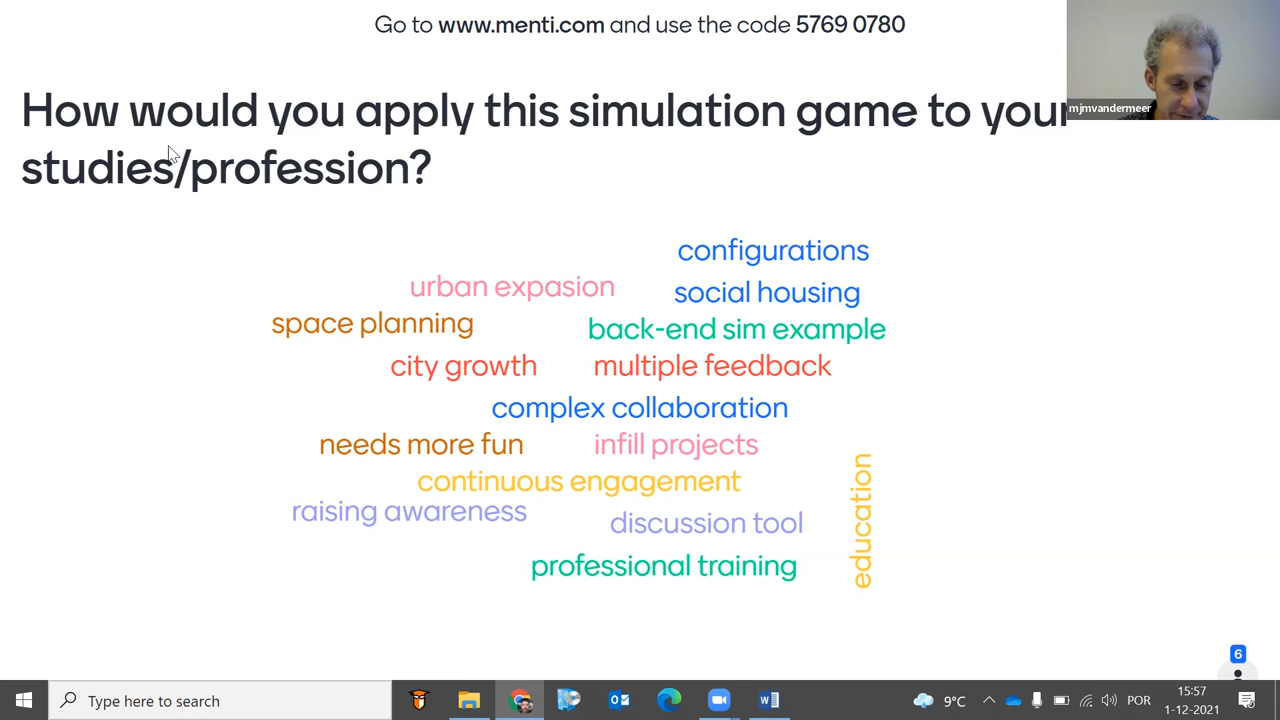 Go to www.menti.com and use the code 5769 0780
mjmvandermeer
How would you apply this simulation game to your
studies/profession?
configurations
urban expasion
social housing
space planning
back-end sim example
city growth
multiple feedback
complex collaboration
needs more fun
infill projects
continuous engagement
education
raising awareness
discussion tool
professional training
6
Type here to search
9°C
POR
15:57
1-12-2021